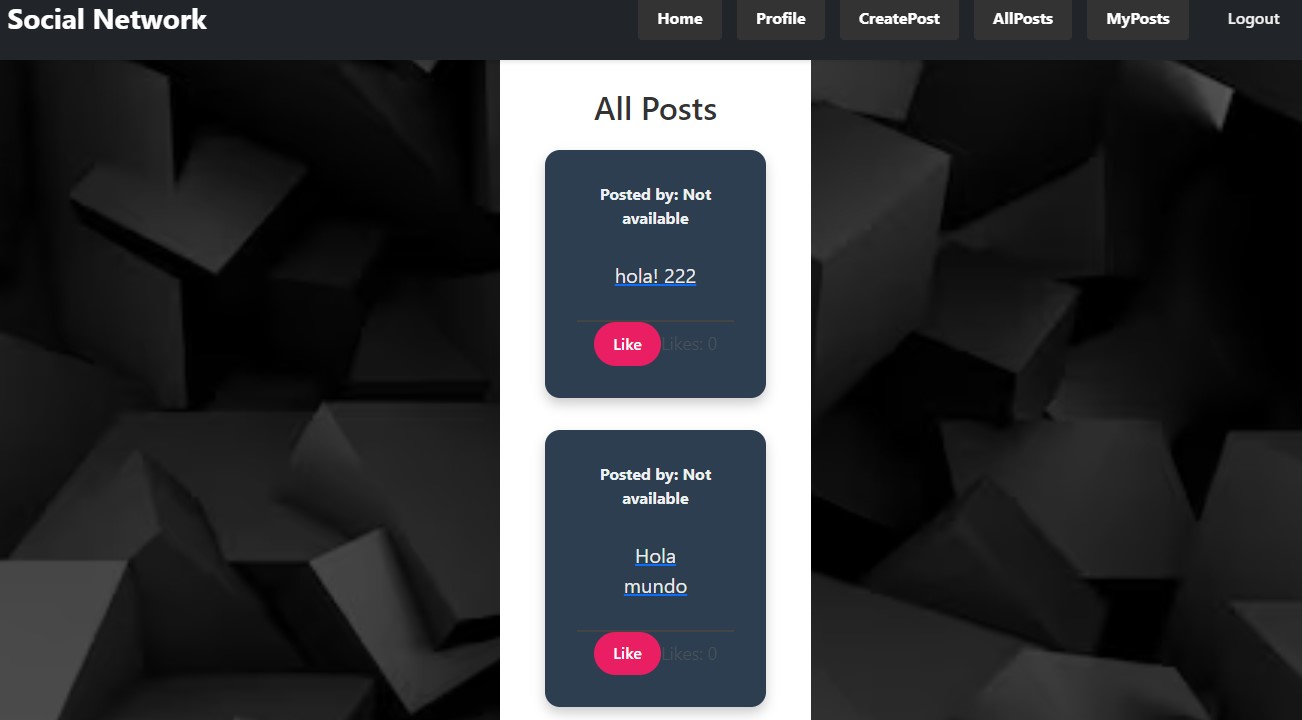 Social Network
Home Profile CreatePost AllPosts MyPosts Logout
All Posts
Posted by: Not
available
hola! 222
Like Likes: 0
Posted by: Not
available
Hola
mundo
Like Likes: 0